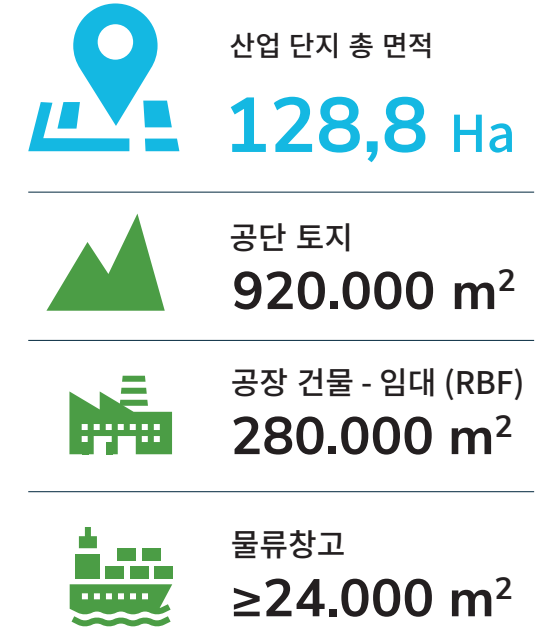 산업 단지 총 면적
128,8 Ha
공단 토지
920.000 m²
공장 건물 - 임대 (RBF)
280.000 m²
물류창고
≥24.000 m²